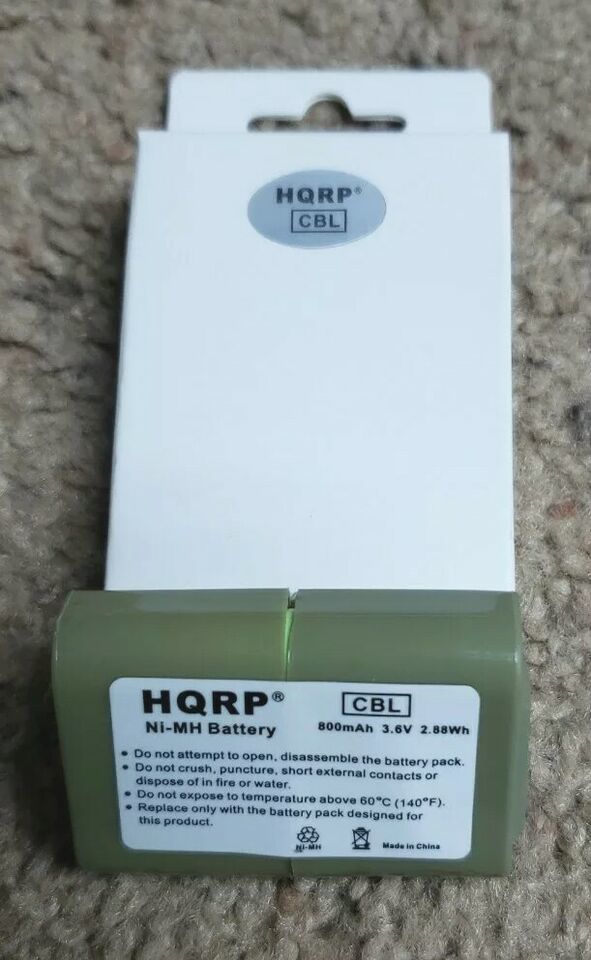 HQRP®
CBL
HQRP® CBL
Ni-MH Battery 800mAh 3.6V 2.88Wh
• Do not attempt to open, disassemble the battery pack.
• Do not crush, puncture, short external contacts or
dispose of in fire or water.
• Do not expose to temperature above 60°C (140°F).
• Replace only with the battery pack designed for
this product.
Ni-MH Made in China